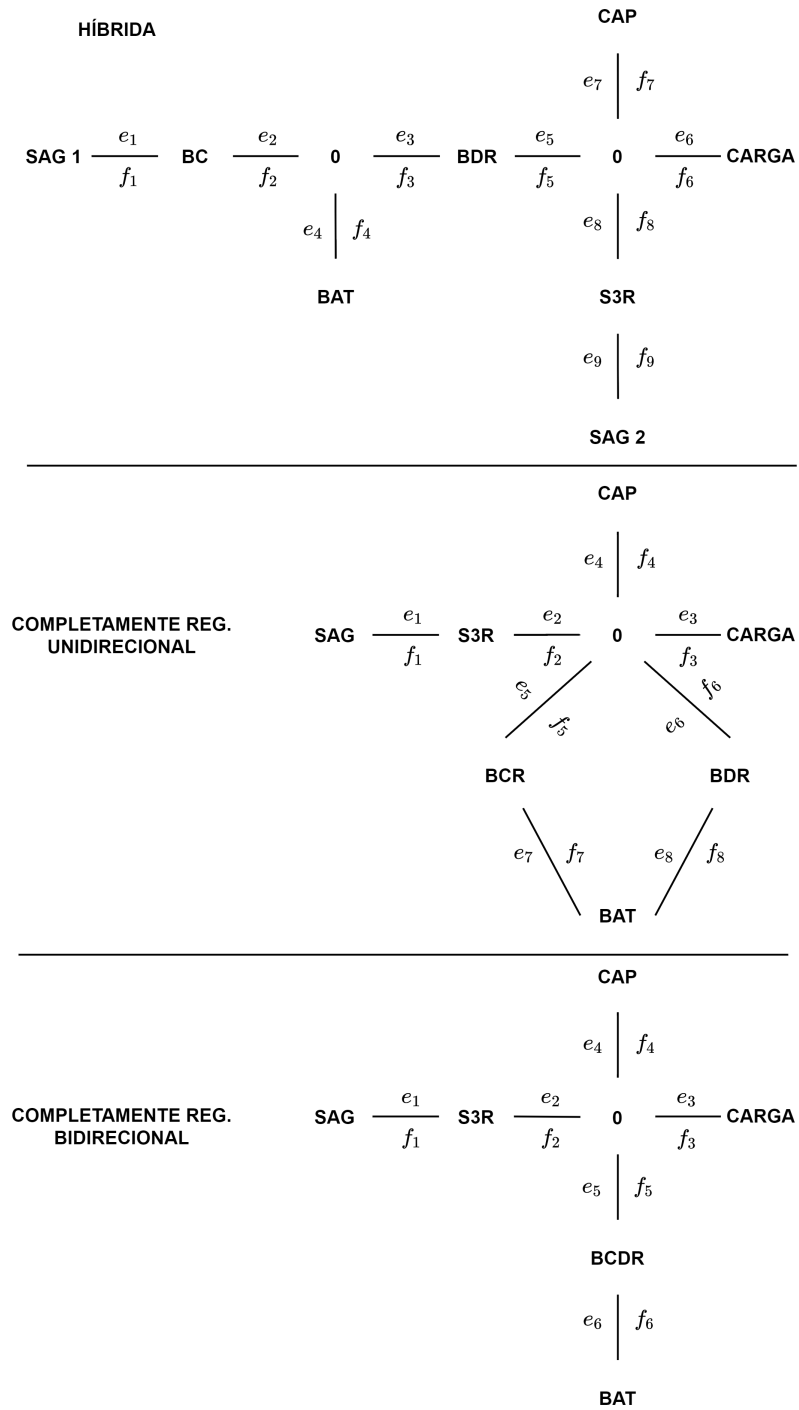 CAP
HÍBRIDA
e₇ f₇
SAG 1 e₁ f₁ BC e₂ f₂ 0 e₃ f₃ BDR e₅ f₅ 0 e₆ f₆ CARGA
e₄ f₄ e₈ f₈
BAT S3R
e₉ f₉
SAG 2
CAP
e₄ f₄
COMPLETAMENTE REG.
UNIDIRECIONAL
SAG e₁ f₁ S3R e₂ f₂ 0 e₃ f₃ CARGA
e₅ f₅ e₆ f₆
BCR BDR
e₇ f₇ e₈ f₈
BAT
CAP
e₄ f₄
COMPLETAMENTE REG.
BIDIRECIONAL
SAG e₁ f₁ S3R e₂ f₂ 0 e₃ f₃ CARGA
e₅ f₅
BCDR
e₆ f₆
BAT